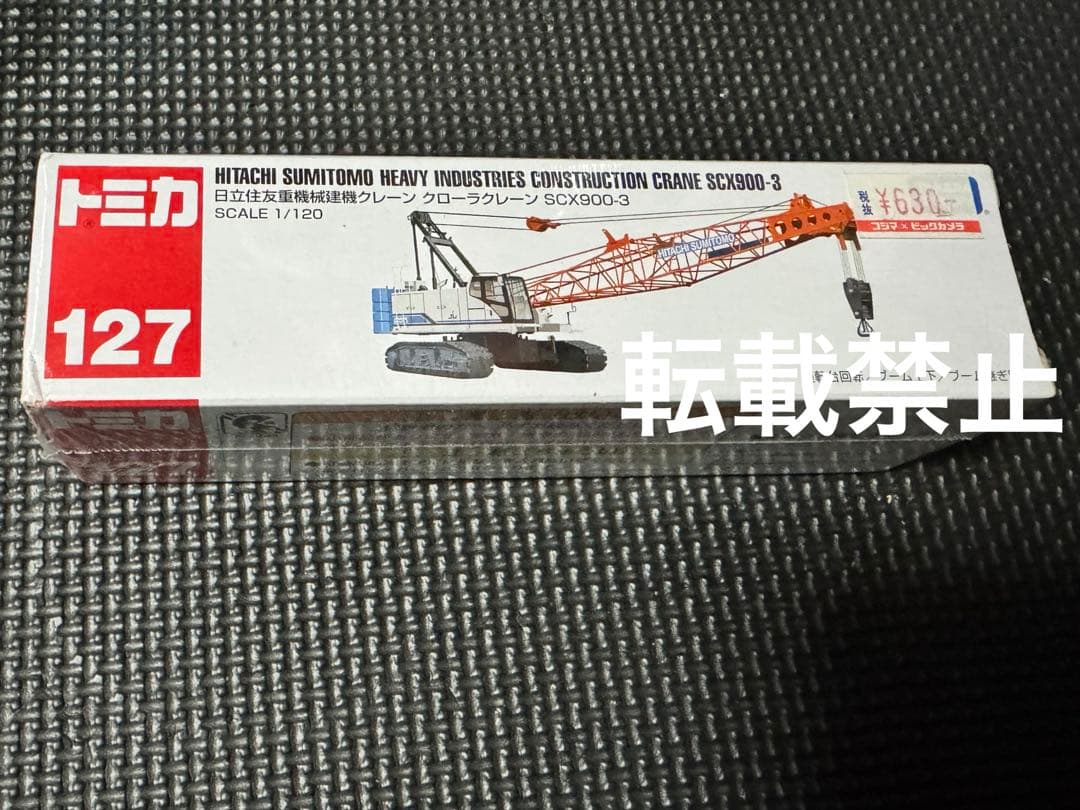 トミカ
127
HITACHI SUMITOMO HEAVY INDUSTRIES CONSTRUCTION CRANE SCX900-3
日立住友重機械建機クレーン クローラクレーン SCX900-3
SCALE 1/120
税抜 ¥630-
コジマ×ビックカメラ
HITACHI SUMITOMO
転載禁止